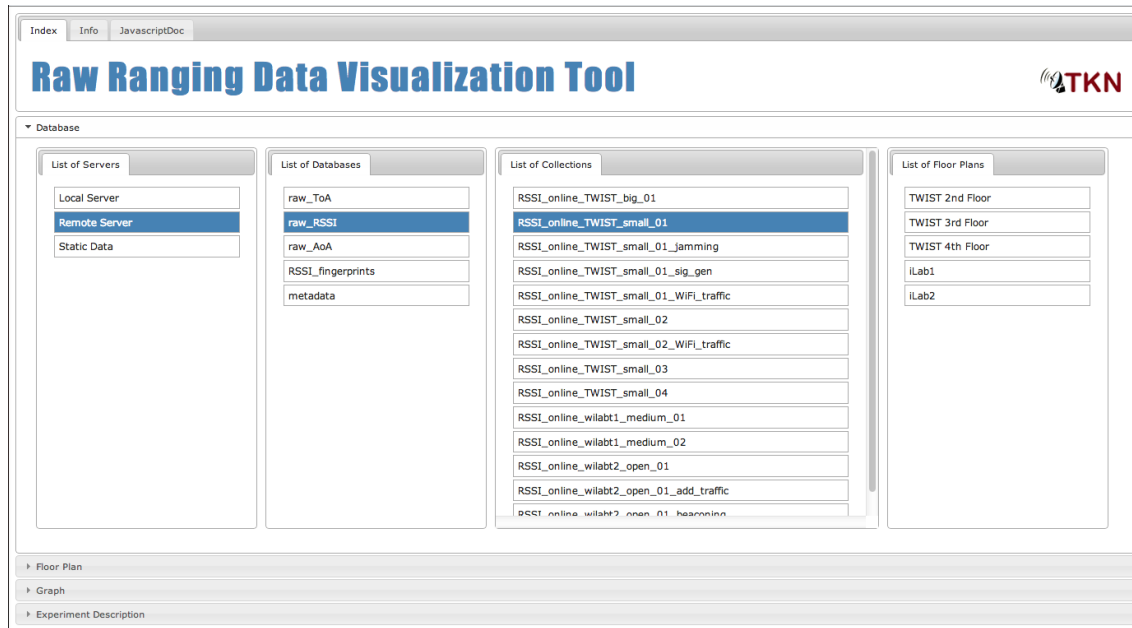 Index Info JavascriptDoc
Raw Ranging Data Visualization Tool
TKN
Database
List of Servers
Local Server
Remote Server
Static Data
List of Databases
raw_ToA
raw_RSSI
raw_AoA
RSSI_fingerprints
metadata
List of Collections
RSSI_online_TWIST_big_01
RSSI_online_TWIST_small_01
RSSI_online_TWIST_small_01_jamming
RSSI_online_TWIST_small_01_sig_gen
RSSI_online_TWIST_small_01_WiFi_traffic
RSSI_online_TWIST_small_02
RSSI_online_TWIST_small_02_WiFi_traffic
RSSI_online_TWIST_small_03
RSSI_online_TWIST_small_04
RSSI_online_wilabt1_medium_01
RSSI_online_wilabt1_medium_02
RSSI_online_wilabt2_open_01
RSSI_online_wilabt2_open_01_add_traffic
RSSI_online_wilabt2_open_01_beaconing
List of Floor Plans
TWIST 2nd Floor
TWIST 3rd Floor
TWIST 4th Floor
iLab1
iLab2
Floor Plan
Graph
Experiment Description